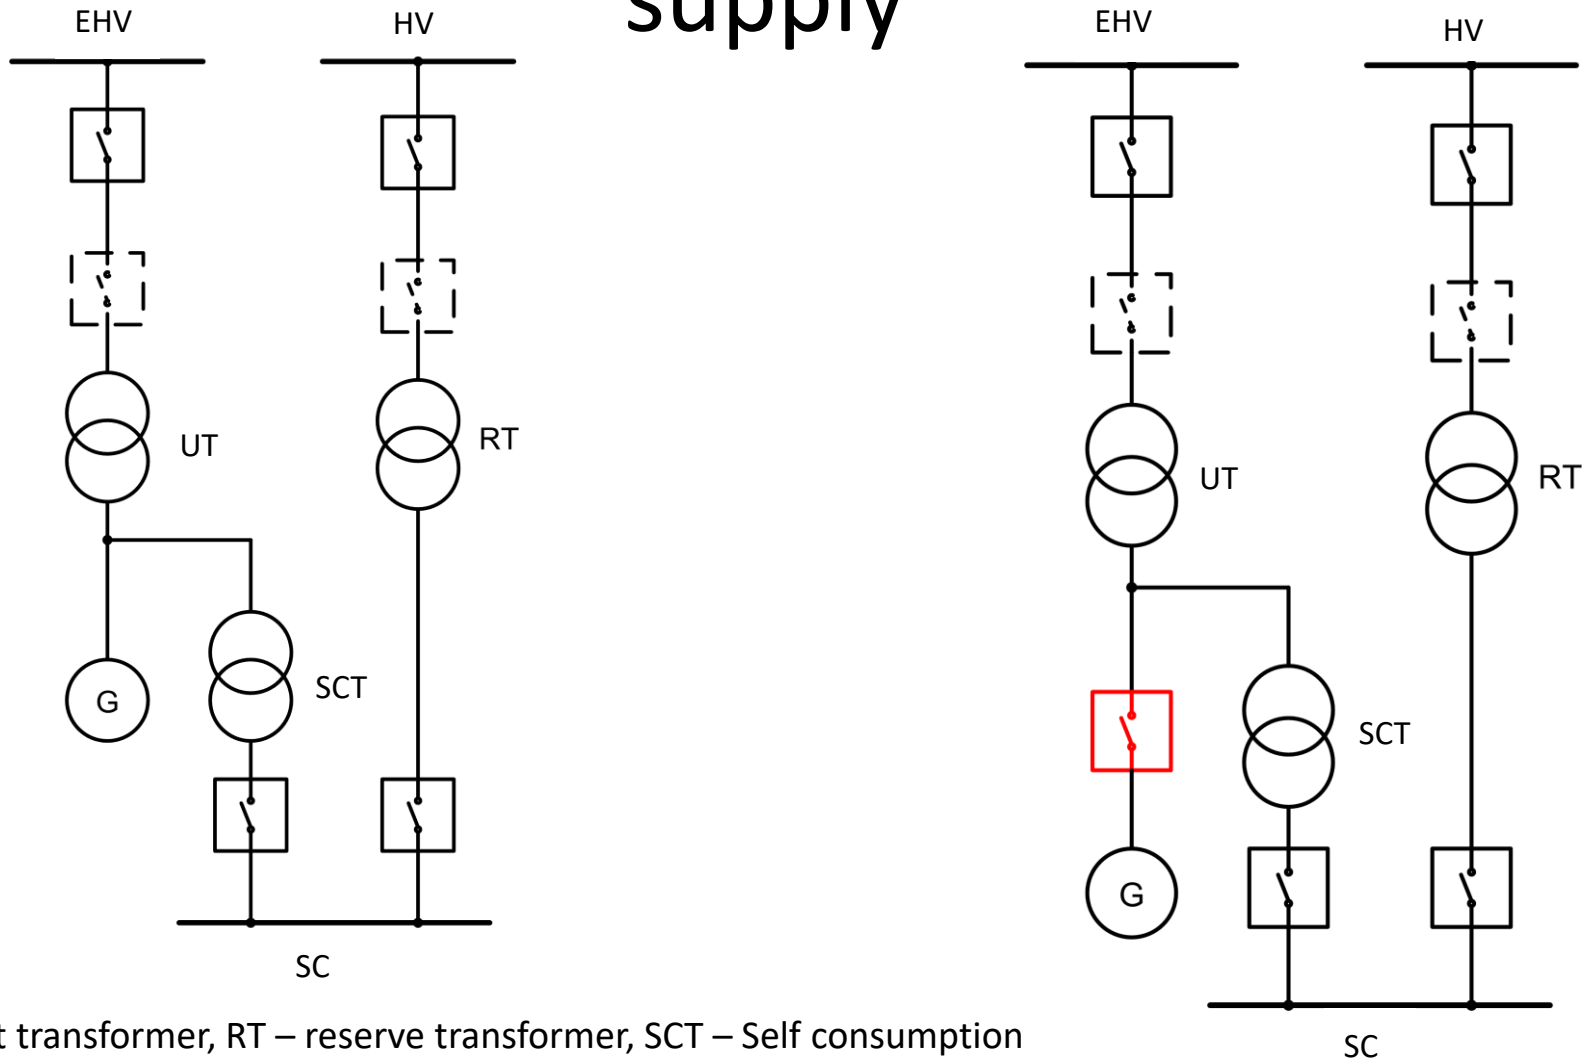 supply
EHV
HV
EHV
HV
UT
RT
UT
RT
SCT
SCT
G
G
SC
transformer, RT – reserve transformer, SCT – Self consumption
SC